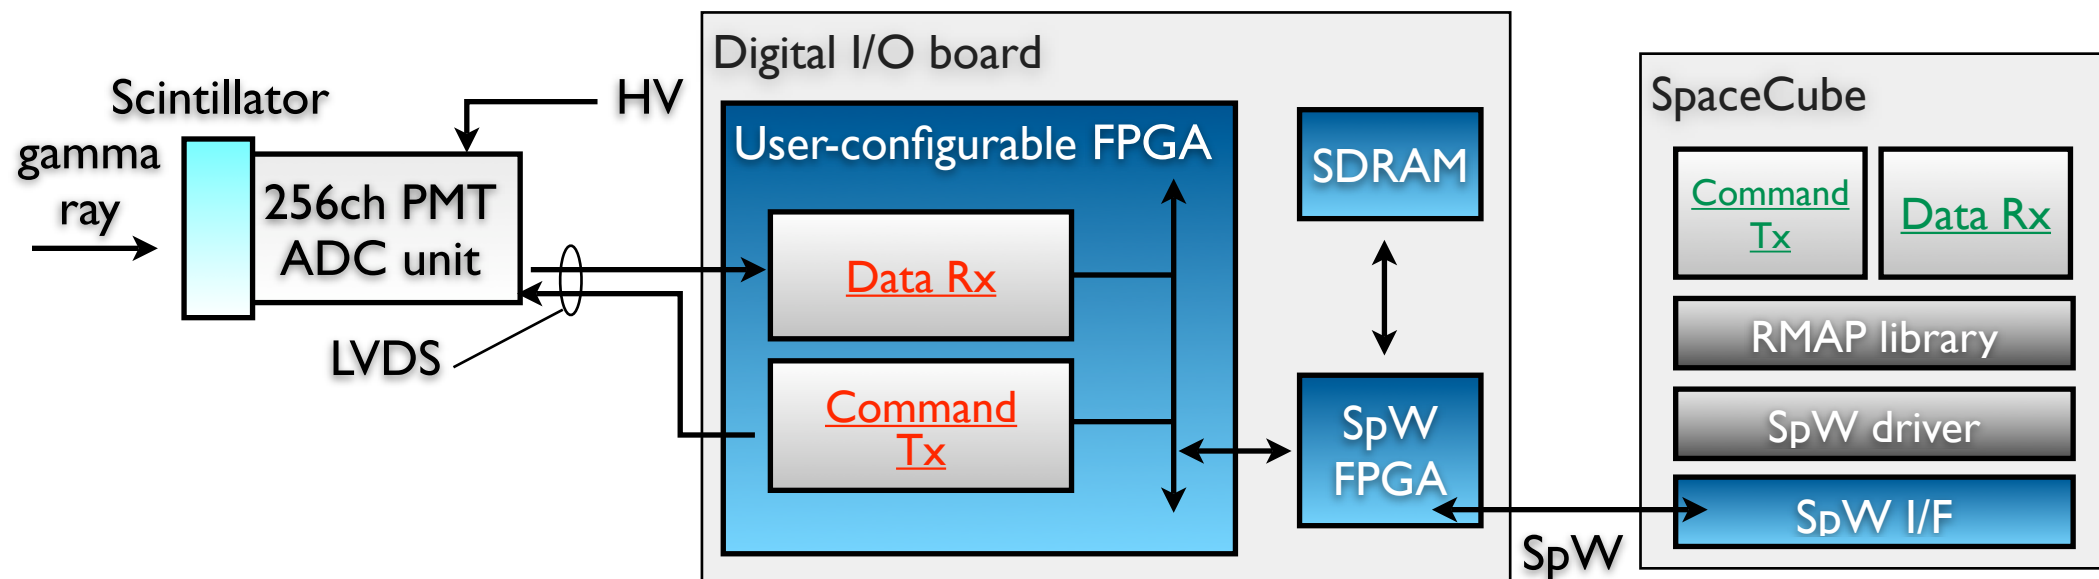 Digital I/O board
SpaceCube
Scintillator
HV
gamma
ray
256ch PMT
ADC unit
LVDS
User-configurable FPGA
Data Rx
Command
Tx
SDRAM
SpW
FPGA
SpW
Command
Tx
Data Rx
RMAP library
SpW driver
SpW I/F